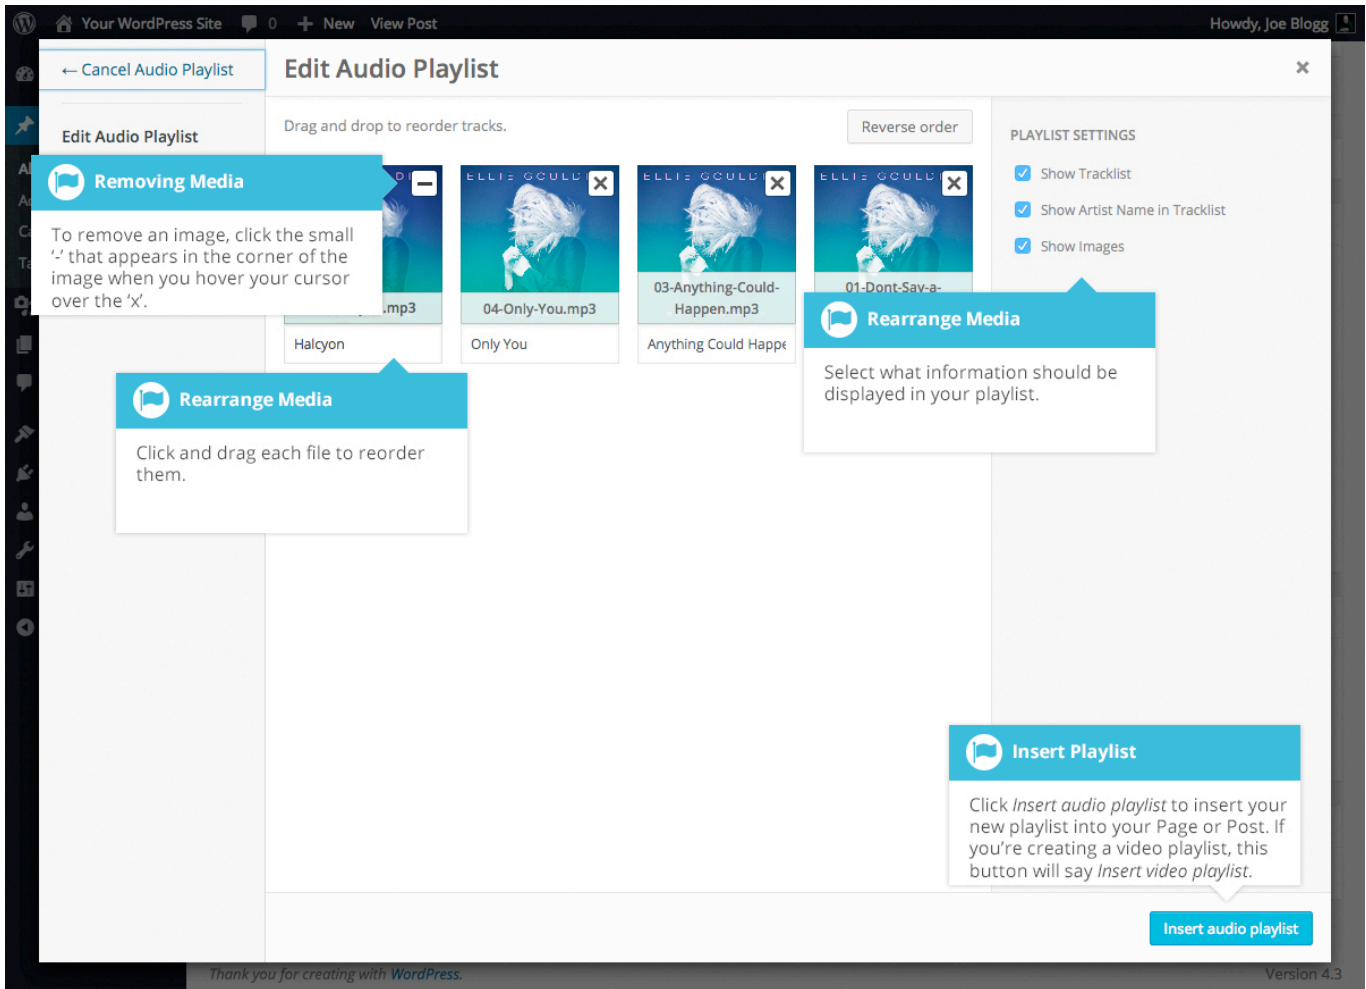 Your WordPress Site 0 New View Post Howdy, Joe Blogg
← Cancel Audio Playlist
Edit Audio Playlist
Edit Audio Playlist
Drag and drop to reorder tracks.
Reverse order
PLAYLIST SETTINGS
Show Tracklist
Show Artist Name in Tracklist
Show Images
Removing Media
To remove an image, click the small
‘-’ that appears in the corner of the
image when you hover your cursor
over the ‘x’.
.mp3
Halcyon
ELLIE GOULDI
04-Only-You.mp3
Only You
ELLIE GOULDI
03-Anything-Could-
Happen.mp3
Anything Could Happe
ELLIE GOULDI
01-Dont-Say-a-
Rearrange Media
Select what information should be
displayed in your playlist.
Rearrange Media
Click and drag each file to reorder
them.
Insert Playlist
Click Insert audio playlist to insert your
new playlist into your Page or Post. If
you’re creating a video playlist, this
button will say Insert video playlist.
Insert audio playlist
Thank you for creating with WordPress.
Version 4.3